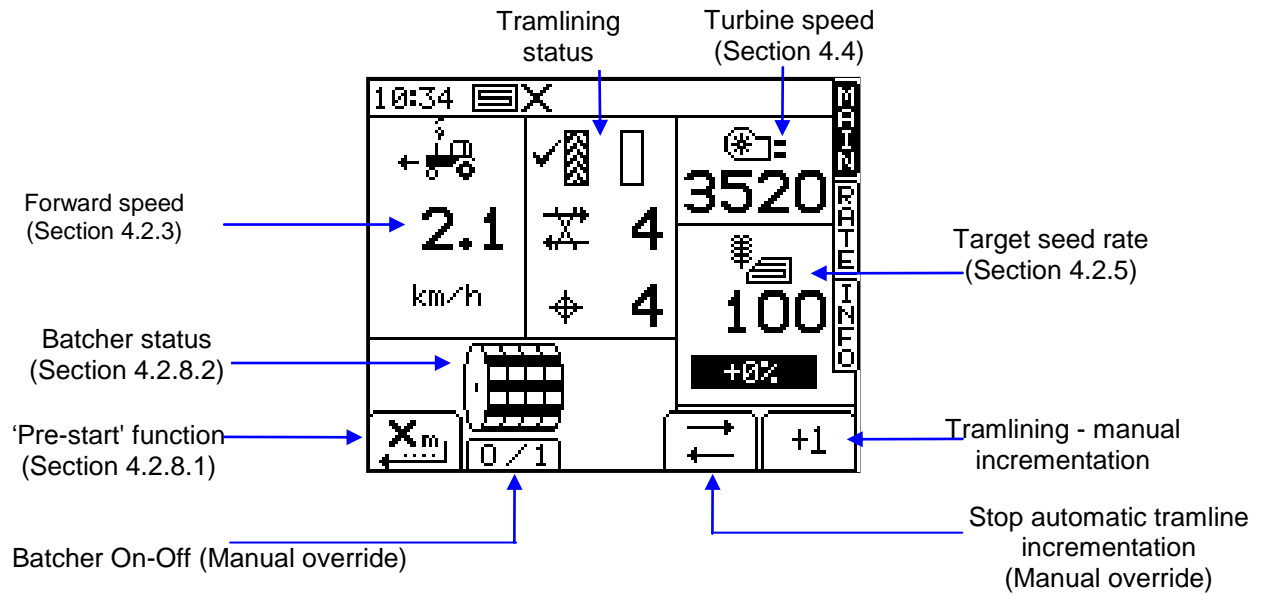 Tramlining
status
Turbine speed
(Section 4.4)
10:34
MAIN
3520
Forward speed
(Section 4.2.3)
2.1
4
RATE
Target seed rate
(Section 4.2.5)
km/h
4
100
INFO
Batcher status
(Section 4.2.8.2)
+0%
'Pre-start' function
(Section 4.2.8.1)
X m
0/1
+1
Tramlining - manual
incrementation
Batcher On-Off (Manual override)
Stop automatic tramline
incrementation
(Manual override)